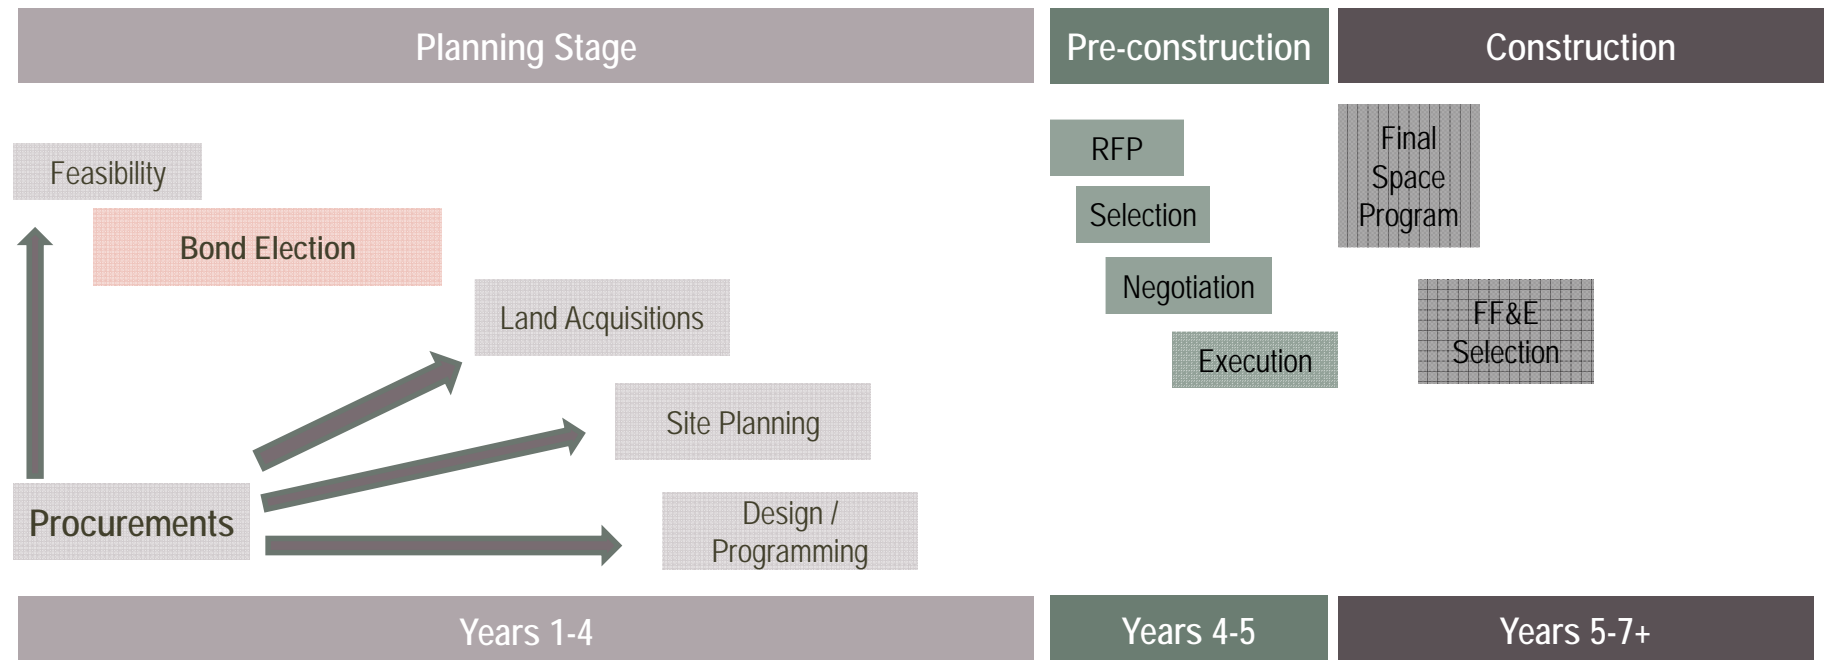 Planning Stage
Pre-construction
Construction
Feasibility
Bond Election
Land Acquisitions
Site Planning
Procurements
Design /
Programming
RFP
Selection
Negotiation
Execution
Final
Space
Program
FF&E
Selection
Years 1-4
Years 4-5
Years 5-7+